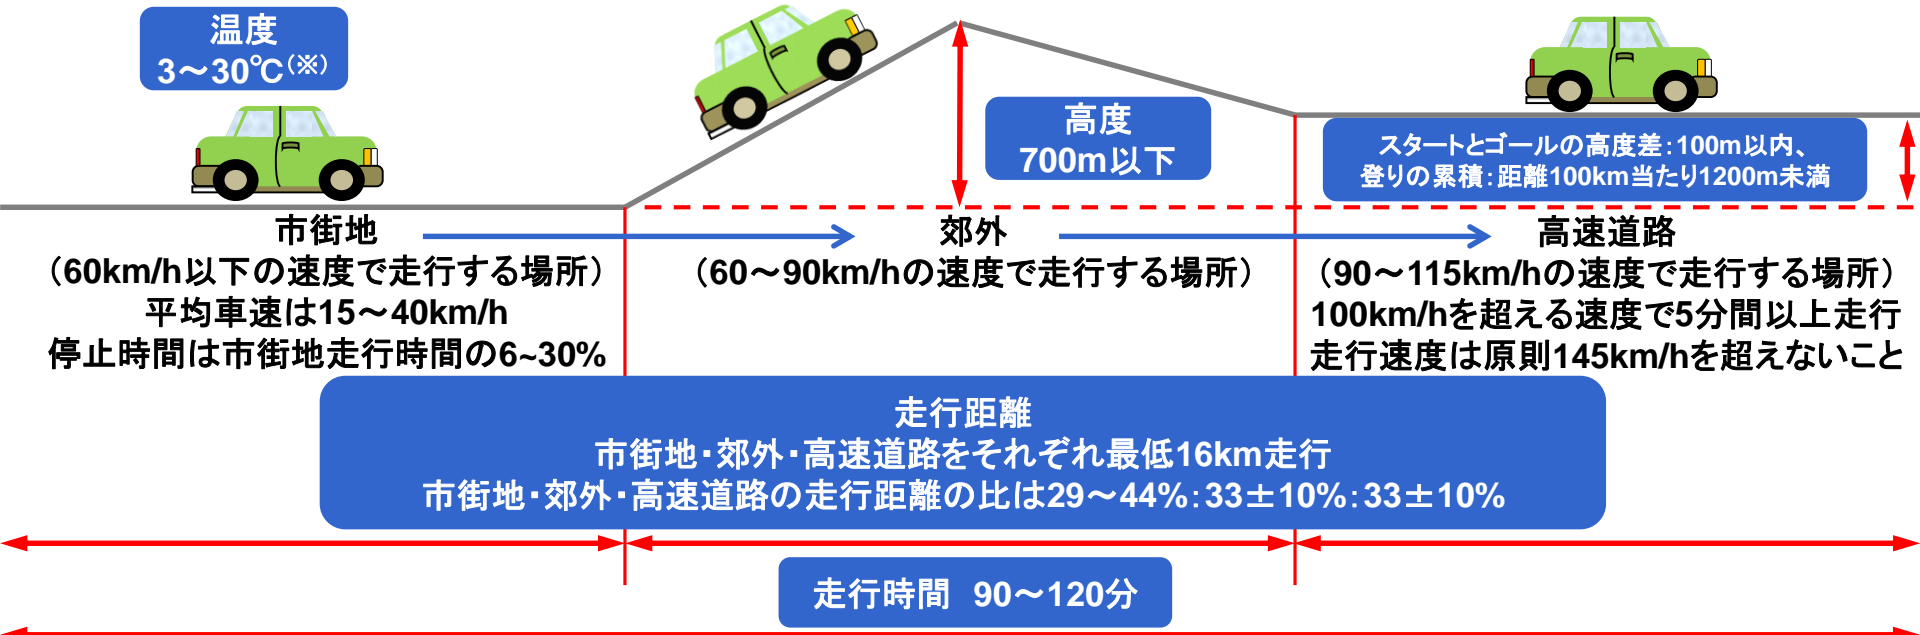 温度
3～30℃(※)
高度
700m以下
スタートとゴールの高度差：100m以内、
登りの累積：距離100km当たり1200m未満
市街地
（60km/h以下の速度で走行する場所）
平均車速は15～40km/h
停止時間は市街地走行時間の6~30%
郊外
（60～90km/hの速度で走行する場所）
高速道路
（90～115km/hの速度で走行する場所）
100km/hを超える速度で5分間以上走行
走行速度は原則145km/hを超えないこと
走行距離
市街地・郊外・高速道路をそれぞれ最低16km走行
市街地・郊外・高速道路の走行距離の比は29～44%：33±10%：33±10%
走行時間　90～120分